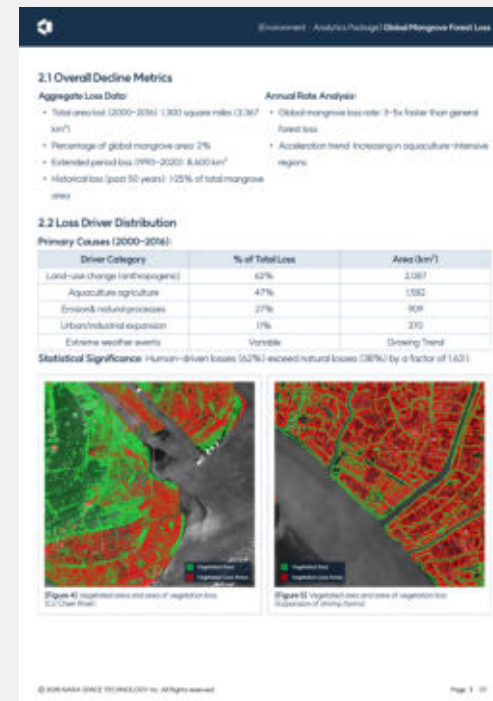 [Environment - Analytics Package] Global Mangrove Forest Loss
2.1 Overall Decline Metrics
Aggregate Loss Data:
• Total area lost (2000-2016): 1,300 square miles (3,367
km²)
• Percentage of global mangrove area: 2%
• Extended period loss (1990-2020): 8,600 km²
• Historical loss (past 50 years): >25% of total mangrove
area
Annual Rate Analysis:
• Global mangrove loss rate: 3-5x faster than general
forest loss
• Acceleration trend: Increasing in aquaculture-intensive
regions
2.2 Loss Driver Distribution
Primary Causes (2000-2016):
Driver Category % of Total Loss Area (km²)
Land-use change (anthropogenic) 62% 2,087
Aquaculture agriculture 47% 1,582
Erosion & natural processes 27% 909
Urban/industrial expansion 11% 370
Extreme weather events Variable Growing Trend
Statistical Significance: Human-driven losses (62%) exceed natural losses (38%) by a factor of 1.63:1
Vegetated Area
Vegetation Loss Areas
Vegetated Area
Vegetation Loss Areas
[Figure 4] Vegetated area and area of vegetation loss
(Co Chien River)
[Figure 5] Vegetated area and area of vegetation loss
(Expansion of shrimp farms)
NARA SPACE TECHNOLOGY Inc. All Rights reserved
Page